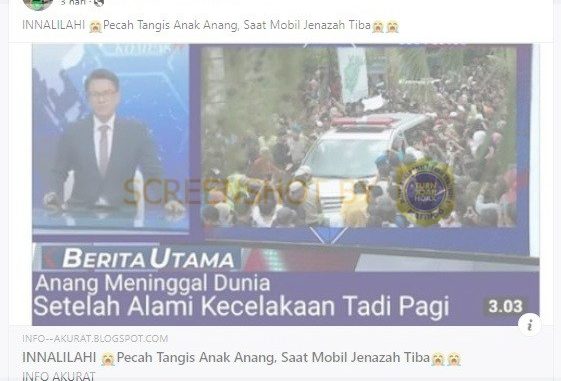 3 hari
INNALILAHI 😭Pecah Tangis Anak Anang, Saat Mobil Jenazah Tiba😭😭
TURN
BACK
HOAX
BERITA UTAMA
Anang Meninggal Dunia
Setelah Alami Kecelakaan Tadi Pagi
3.03
INFO--AKURAT.BLOGSPOT.COM
INNALILAHI 😭Pecah Tangis Anak Anang, Saat Mobil Jenazah Tiba😭😭
INFO AKURAT